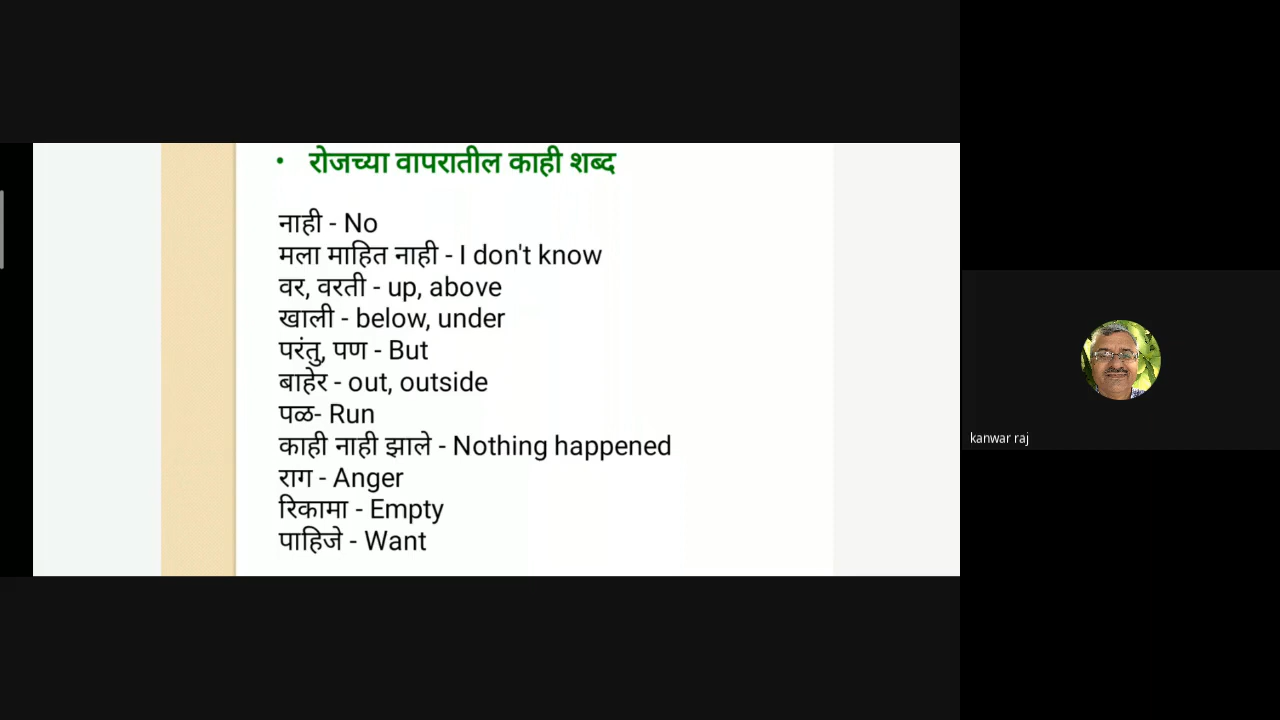 • रोजच्या वापरातील काही शब्द
नाही - No
मला माहित नाही - I don't know
वर, वरती - up, above
खाली - below, under
परंतु, पण - But
बाहेर - out, outside
पळ- Run
काही नाही झाले - Nothing happened
राग - Anger
रिकामा - Empty
पाहिजे - Want
kanwar raj